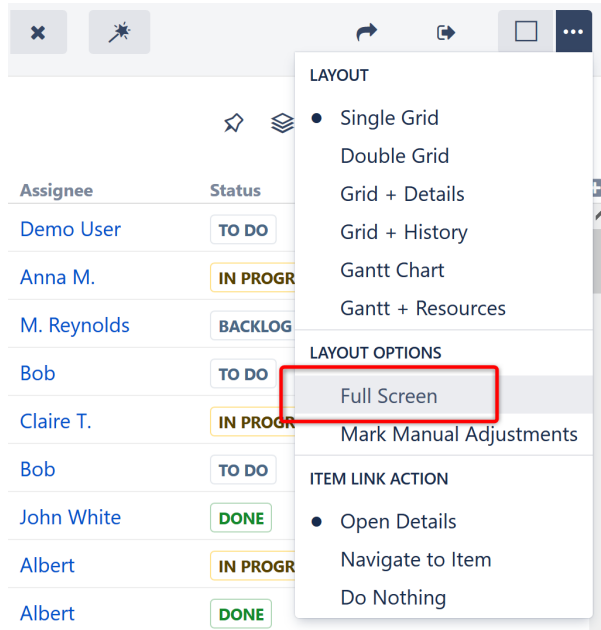 LAYOUT
Single Grid
Double Grid
Grid + Details
Grid + History
Gantt Chart
Gantt + Resources
LAYOUT OPTIONS
Full Screen
Mark Manual Adjustments
ITEM LINK ACTION
Open Details
Navigate to Item
Do Nothing
Assignee Status
Demo User TO DO
Anna M. IN PROGR
M. Reynolds BACKLOG
Bob TO DO
Claire T. IN PROGR
Bob TO DO
John White DONE
Albert IN PROGR
Albert DONE